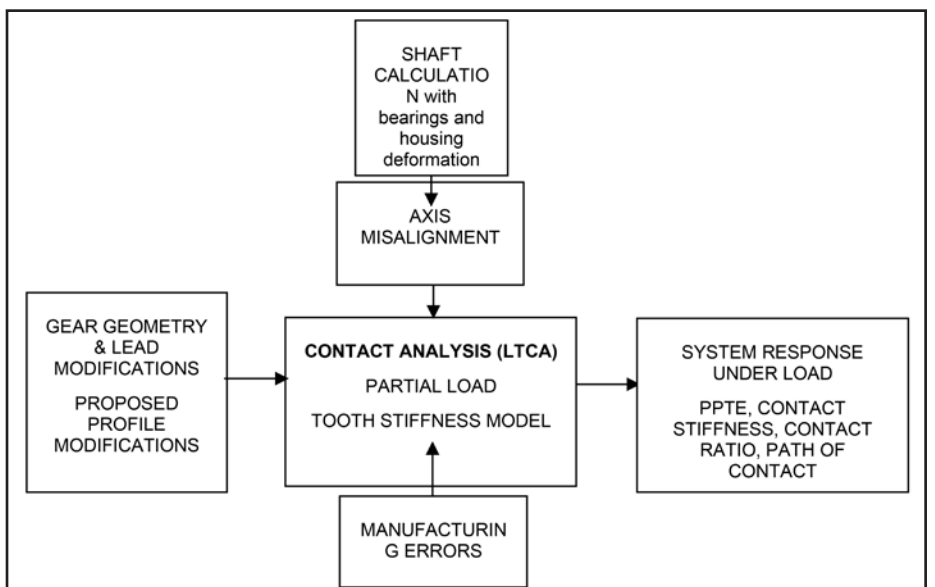 SHAFT
CALCULATIO
N with
bearings and
housing
deformation
AXIS
MISALIGNMENT
GEAR GEOMETRY
& LEAD
MODIFICATIONS
PROPOSED
PROFILE
MODIFICATIONS
CONTACT ANALYSIS (LTCA)
PARTIAL LOAD
TOOTH STIFFNESS MODEL
SYSTEM RESPONSE
UNDER LOAD
PPTE, CONTACT
STIFFNESS, CONTACT
RATIO, PATH OF
CONTACT
MANUFACTURIN
G ERRORS